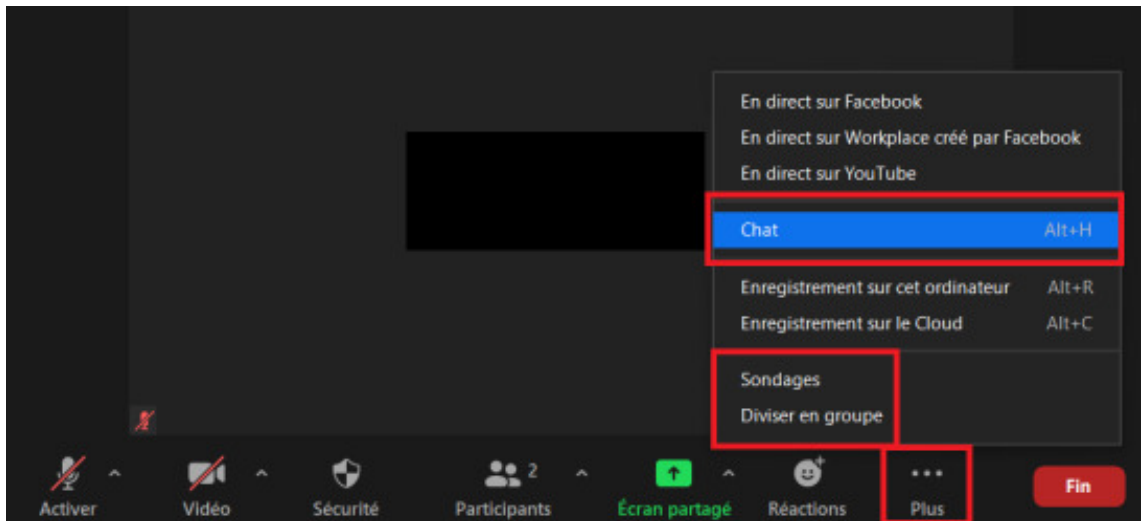 En direct sur Facebook
En direct sur Workplace créé par Facebook
En direct sur YouTube
Chat Alt+H
Enregistrement sur cet ordinateur Alt+R
Enregistrement sur le Cloud Alt+C
Sondages
Diviser en groupe
2
Activer Vidéo Sécurité Participants Écran partagé Réactions Plus Fin